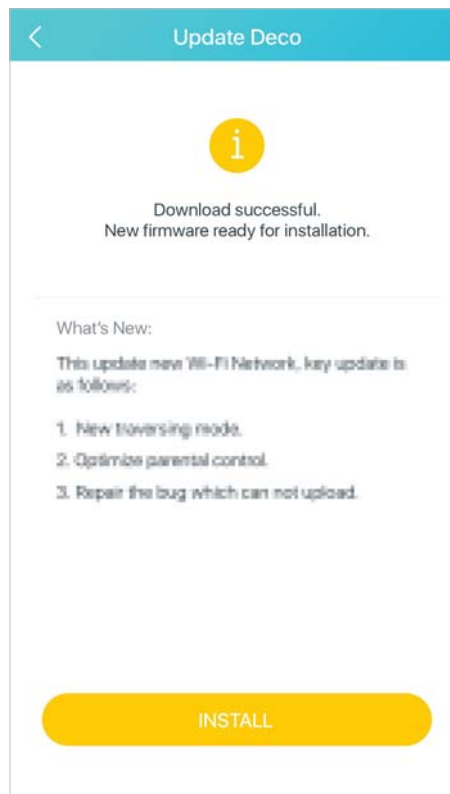 Update Deco
i
Download successful.
New firmware ready for installation.
What's New:
This update new Wi-Fi Network, key update is
as follows:
1. New traversing mode.
2. Optimize parental control.
3. Repair the bug which can not upload.
INSTALL